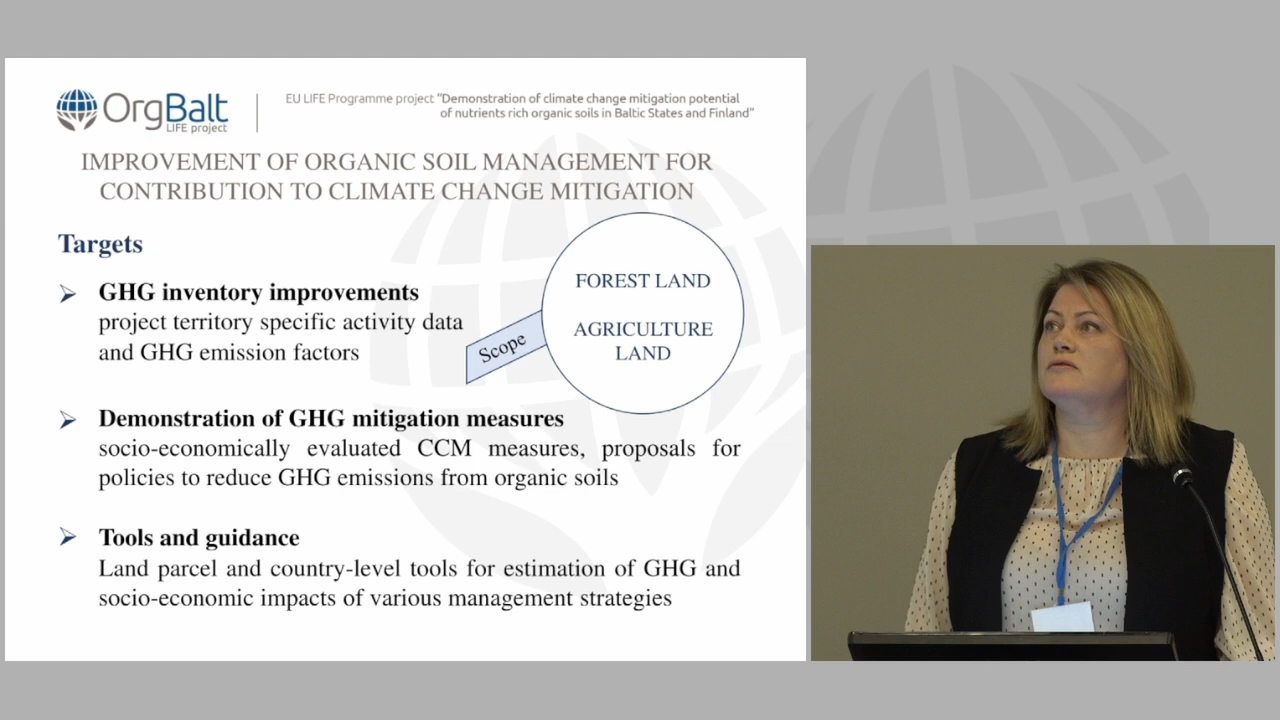 OrgBalt
LIFE project
EU LIFE Programme project "Demonstration of climate change mitigation potential
of nutrients rich organic soils in Baltic States and Finland"
IMPROVEMENT OF ORGANIC SOIL MANAGEMENT FOR
CONTRIBUTION TO CLIMATE CHANGE MITIGATION
Targets
GHG inventory improvements
project territory specific activity data
and GHG emission factors
Scope
FOREST LAND
AGRICULTURE
LAND
Demonstration of GHG mitigation measures
socio-economically evaluated CCM measures, proposals for
policies to reduce GHG emissions from organic soils
Tools and guidance
Land parcel and country-level tools for estimation of GHG and
socio-economic impacts of various management strategies